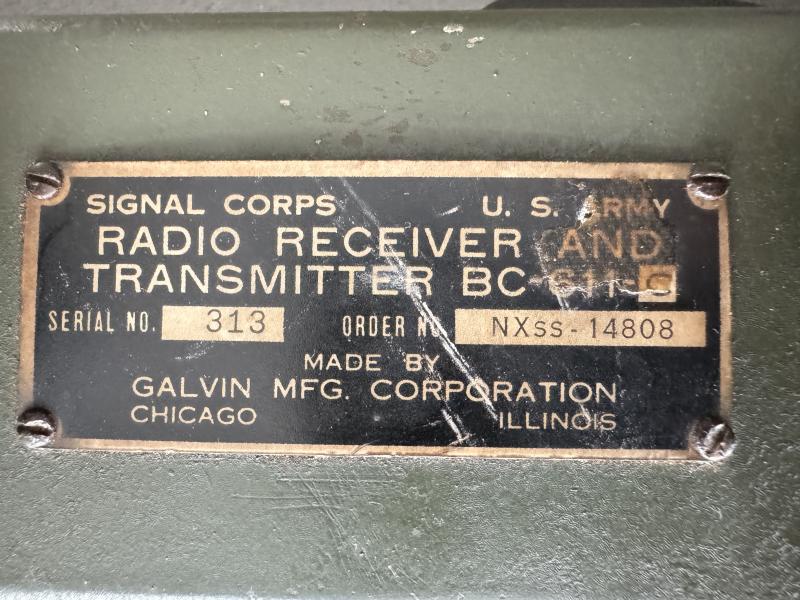 SIGNAL CORPS U. S. ARMY
RADIO RECEIVER AND
TRANSMITTER BC-611-C
SERIAL NO. 313 ORDER NO. NXss-14808
MADE BY
GALVIN MFG. CORPORATION
CHICAGO ILLINOIS